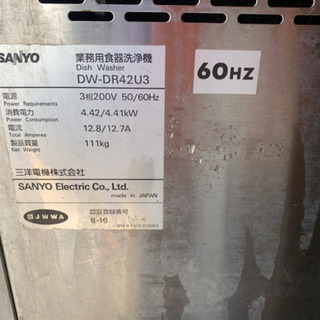 SANYO
業務用食器洗浄機
Dish Washer
DW-DR42U3
60HZ
電源
Power Requirements
3相200V 50/60Hz
消費電力
Power Consumption
4.42/4.41kW
電流
Total Amperes
12.8/12.7A
製品質量
Net Weight
111kg
三洋電機株式会社
SANYO Electric Co., Ltd.
made in JAPAN
JWWA
認証登録番号
B-16